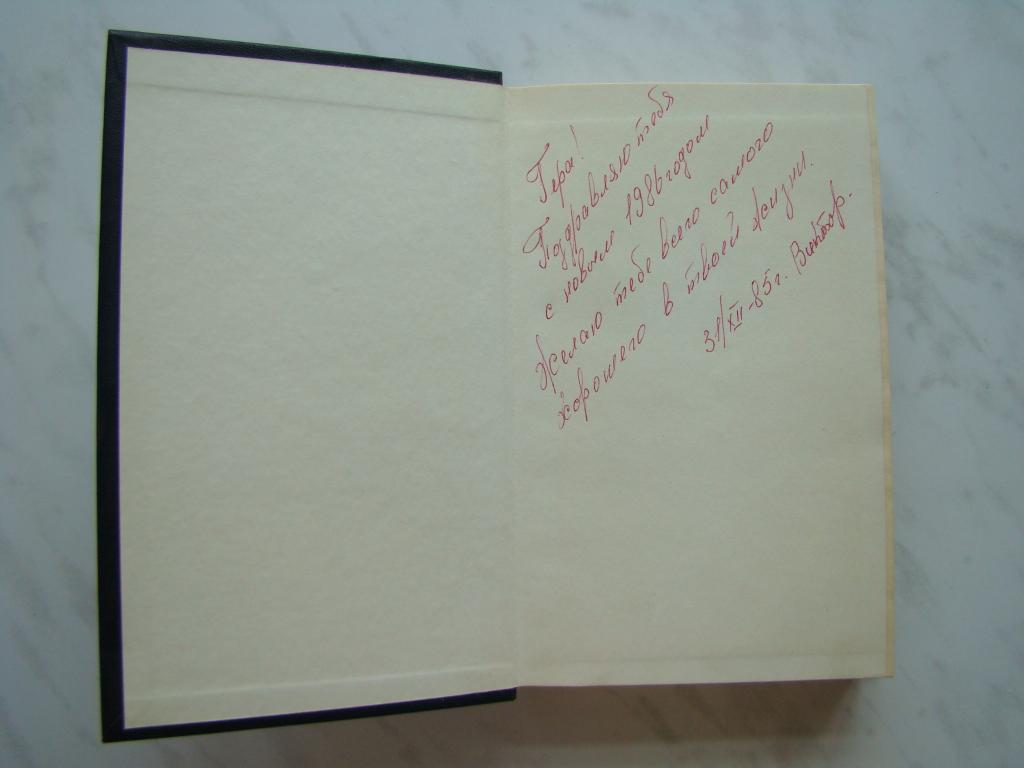 Гера!
Поздравляю тебя
с новым 1986 годом
Желаю тебе всего самого
хорошего в твоей жизни.
31/XII-85г. Виктор.